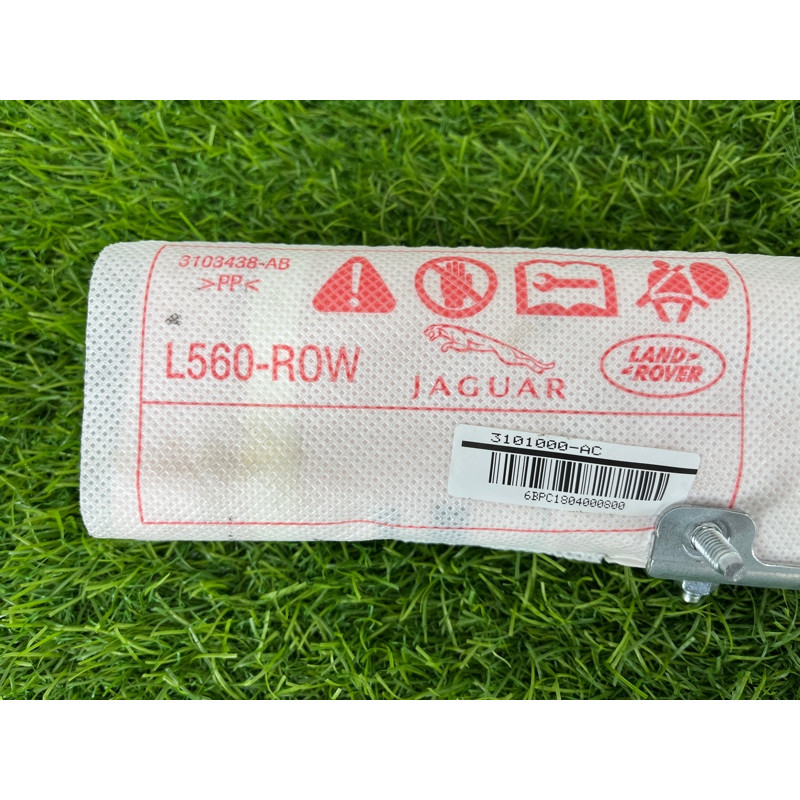 3103438-AB
>PP<
L560-ROW
JAGUAR
LAND-
-ROVER
3101000-AC
6BPC1804000800